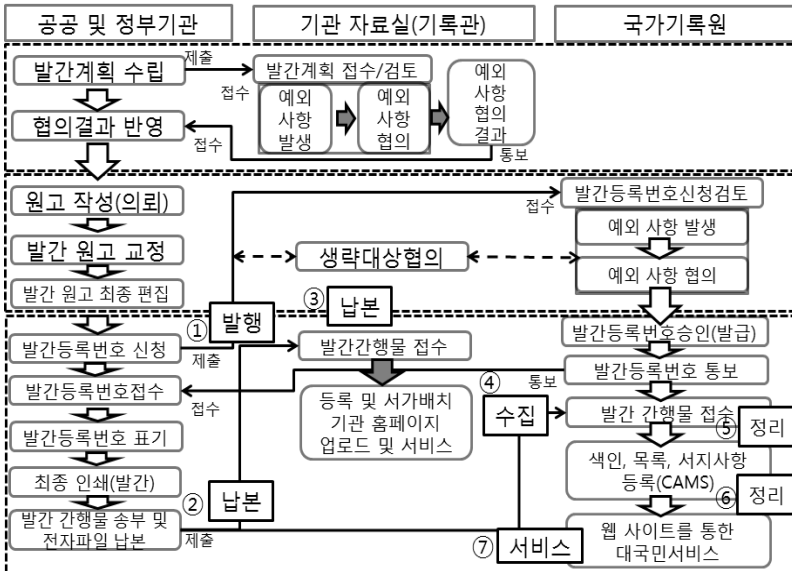 공공 및 정부기관
기관 자료실(기록관)
국가기록원
발간계획 수립
제출
접수
발간계획 접수/검토
예외
사항
발생
예외
사항
협의
예외
사항
협의
결과
통보
협의결과 반영
접수
원고 작성(의뢰)
발간 원고 교정
발간 원고 최종 편집
생략대상협의
접수
발간등록번호신청검토
예외 사항 발생
예외 사항 협의
① 발행
③ 납본
발간등록번호 신청
제출
발간간행물 접수
발간등록번호승인(발급)
발간등록번호접수
접수
통보
발간등록번호 통보
등록 및 서가배치
기관 홈페이지
업로드 및 서비스
④
수집
발간 간행물 접수
⑤ 정리
발간등록번호 표기
최종 인쇄(발간)
색인, 목록, 서지사항
등록(CAMS)
⑥ 정리
② 납본
발간 간행물 송부 및
전자파일 납본
제출
⑦ 서비스
웹 사이트를 통한
대국민서비스